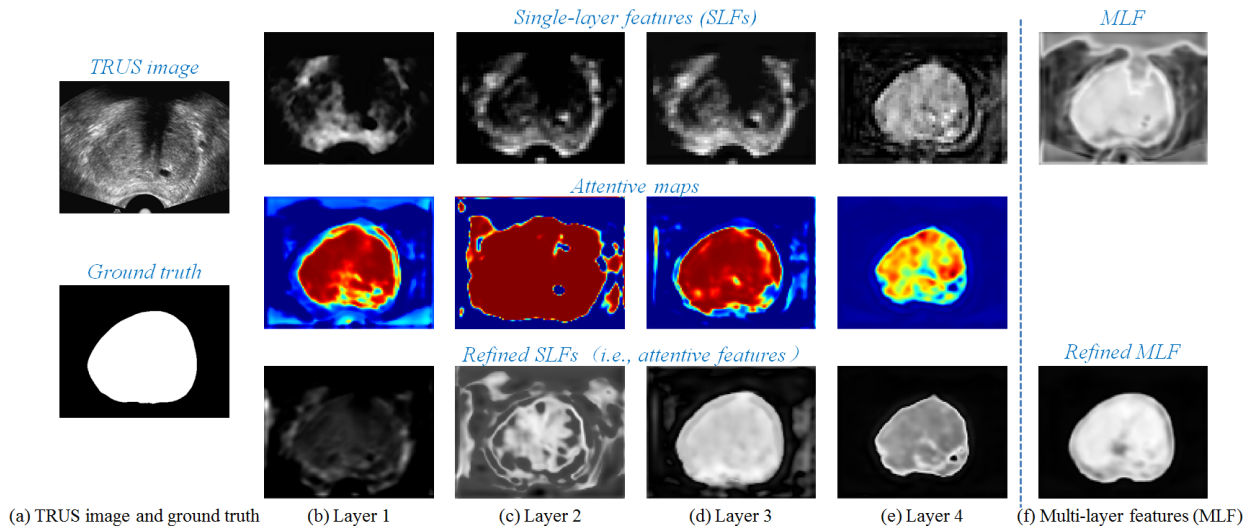 Single-layer features (SLFs)
MLF
TRUS image
Attentive maps
Ground truth
Refined SLFs (i.e., attentive features)
Refined MLF
(a) TRUS image and ground truth
(b) Layer 1
(c) Layer 2
(d) Layer 3
(e) Layer 4
(f) Multi-layer features (MLF)